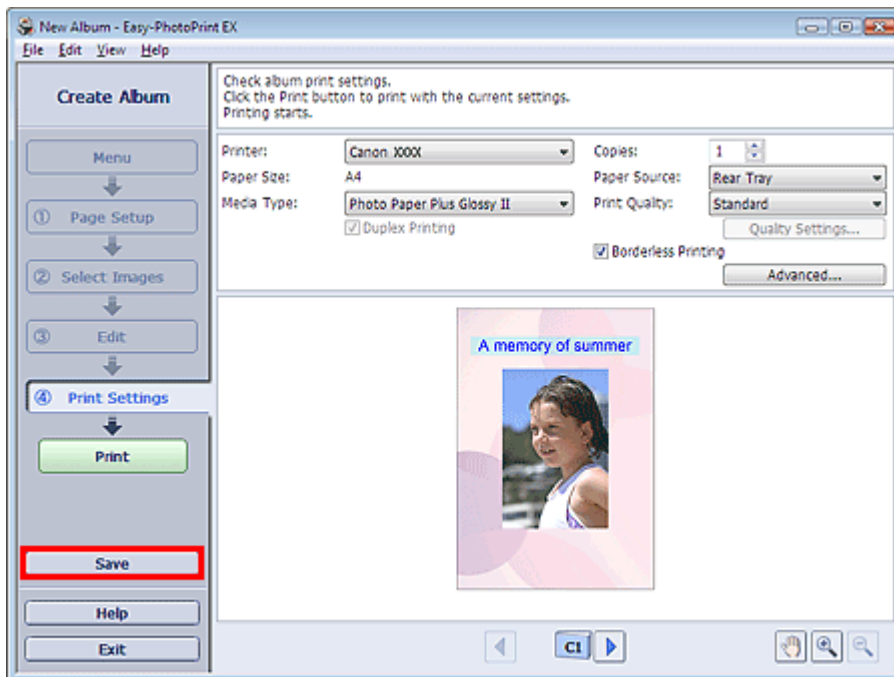 New Album - Easy-PhotoPrint EX
File Edit View Help
Create Album
Menu
① Page Setup
② Select Images
③ Edit
④ Print Settings
Print
Save
Help
Exit
Check album print settings.
Click the Print button to print with the current settings.
Printing starts.
Printer: Canon XXXX Copies: 1
Paper Size: A4 Paper Source: Rear Tray
Media Type: Photo Paper Plus Glossy II Print Quality: Standard
Duplex Printing Quality Settings...
Borderless Printing
Advanced...
A memory of summer
C1